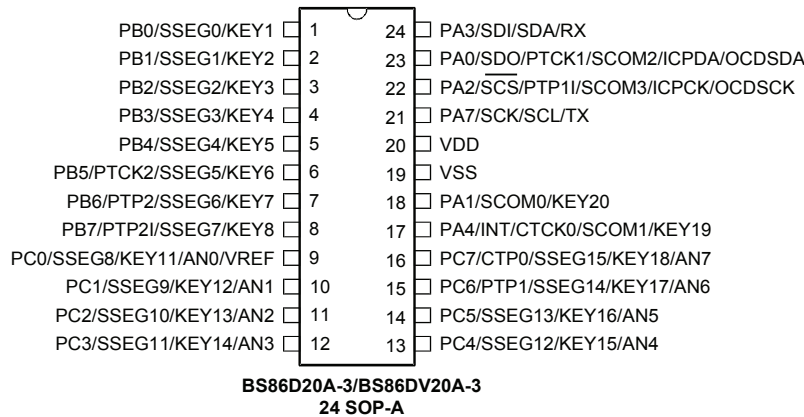 PB0/SSEG0/KEY1 1 24 PA3/SDI/SDA/RX
PB1/SSEG1/KEY2 2 23 PA0/SDO/PTCK1/SCOM2/ICPDA/OCDSDA
PB2/SSEG2/KEY3 3 22 PA2/SCS/PTP1I/SCOM3/ICPCK/OCDSCK
PB3/SSEG3/KEY4 4 21 PA7/SCK/SCL/TX
PB4/SSEG4/KEY5 5 20 VDD
PB5/PTCK2/SSEG5/KEY6 6 19 VSS
PB6/PTP2/SSEG6/KEY7 7 18 PA1/SCOM0/KEY20
PB7/PTP2I/SSEG7/KEY8 8 17 PA4/INT/CTCK0/SCOM1/KEY19
PC0/SSEG8/KEY11/AN0/VREF 9 16 PC7/CTP0/SSEG15/KEY18/AN7
PC1/SSEG9/KEY12/AN1 10 15 PC6/PTP1/SSEG14/KEY17/AN6
PC2/SSEG10/KEY13/AN2 11 14 PC5/SSEG13/KEY16/AN5
PC3/SSEG11/KEY14/AN3 12 13 PC4/SSEG12/KEY15/AN4
BS86D20A-3/BS86DV20A-3
24 SOP-A